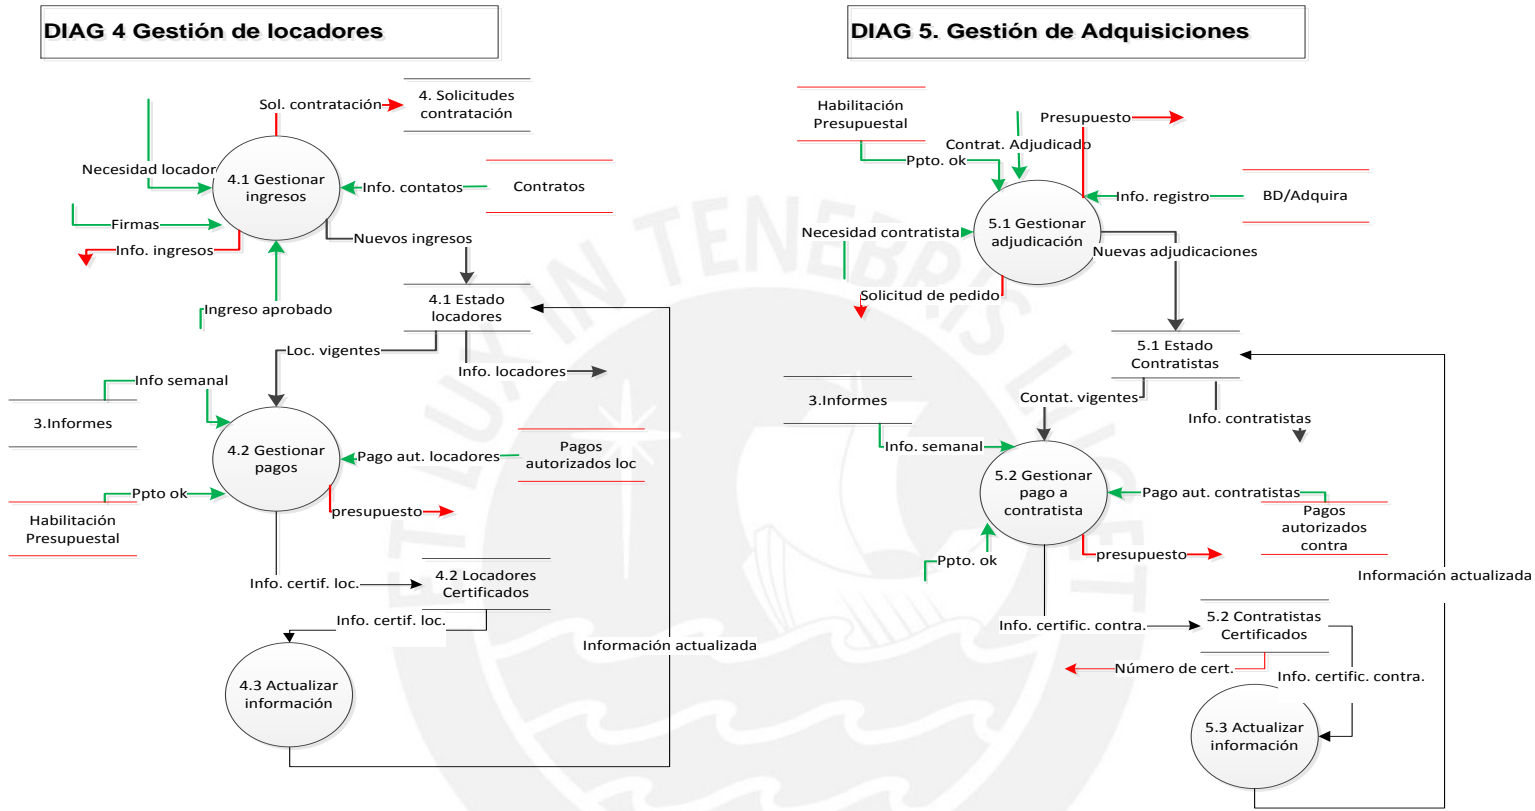 DIAG 4 Gestión de locadores
Sol. contratación
4. Solicitudes
contratación
Necesidad locador
4.1 Gestionar
ingresos
Info. contatos
Contratos
Firmas
Info. ingresos
Nuevos ingresos
Ingreso aprobado
4.1 Estado
locadores
Loc. vigentes
Info. locadores
Info semanal
3.Informes
4.2 Gestionar
pagos
Pago aut. locadores
Pagos
autorizados loc
Ppto ok
Habilitación
Presupuestal
presupuesto
Info. certif. loc.
4.2 Locadores
Certificados
Info. certif. loc.
Información actualizada
4.3 Actualizar
información
DIAG 5. Gestión de Adquisiciones
Habilitación
Presupuestal
Presupuesto
Contrat. Adjudicado
Ppto. ok
Info. registro
BD/Adquira
5.1 Gestionar
adjudicación
Necesidad contratista
Nuevas adjudicaciones
Solicitud de pedido
5.1 Estado
Contratistas
Contat. vigentes
Info. contratistas
3.Informes
Info. semanal
5.2 Gestionar
pago a
contratista
Pago aut. contratistas
Pagos
autorizados
contra
Ppto. ok
presupuesto
Información actualizada
Info. certific. contra.
5.2 Contratistas
Certificados
Número de cert.
Info. certific. contra.
5.3 Actualizar
información
ET LUX IN TENEBRIS LUCET